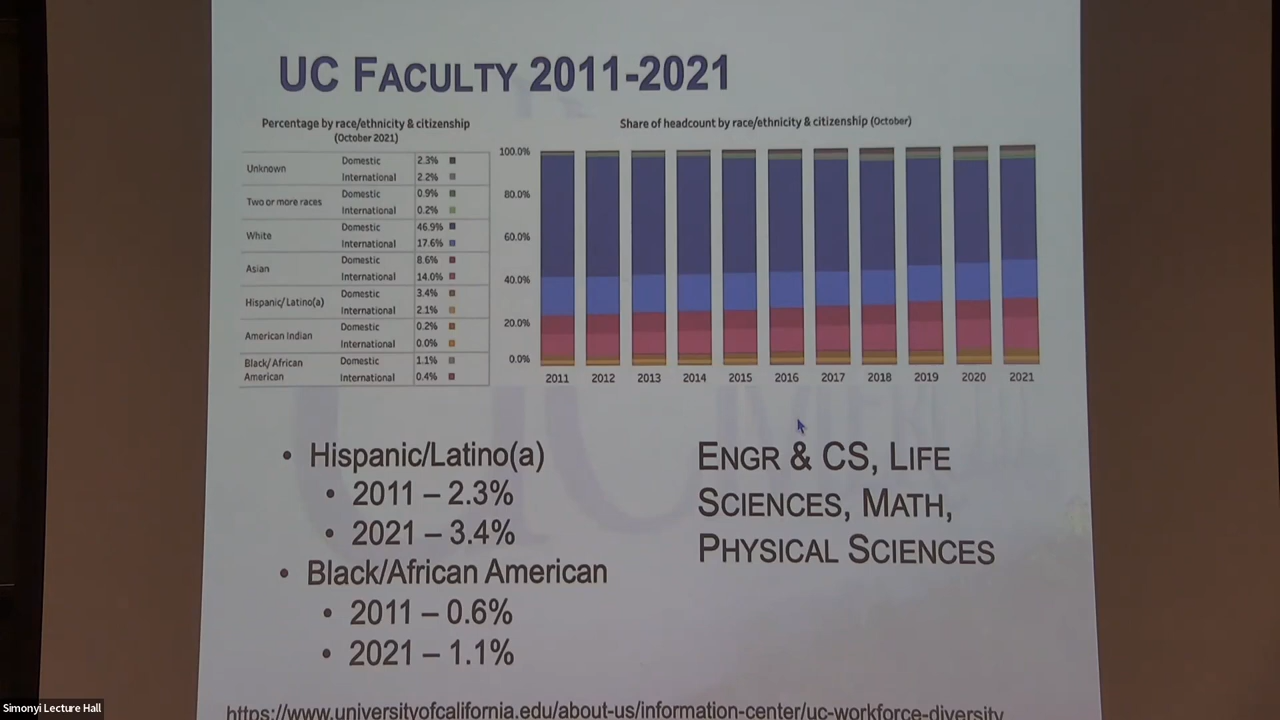 UC FACULTY 2011-2021
Percentage by race/ethnicity & citizenship
(October 2021)
Unknown
Domestic 2.3%
International 2.2%
Two or more races
Domestic 0.9%
International 0.2%
White
Domestic 46.9%
International 17.6%
Asian
Domestic 8.6%
International 14.0%
Hispanic/Latino(a)
Domestic 3.4%
International 2.1%
American Indian
Domestic 0.2%
International 0.0%
Black/African
American
Domestic 1.1%
International 0.4%
Share of headcount by race/ethnicity & citizenship (October)
100.0%
80.0%
60.0%
40.0%
20.0%
0.0%
2011 2012 2013 2014 2015 2016 2017 2018 2019 2020 2021
• Hispanic/Latino(a)
• 2011 – 2.3%
• 2021 – 3.4%
• Black/African American
• 2011 – 0.6%
• 2021 – 1.1%
ENGR & CS, LIFE
SCIENCES, MATH,
PHYSICAL SCIENCES
https://www.universityofcalifornia.edu/about-us/information-center/uc-workforce-diversity
Simonyi Lecture Hall